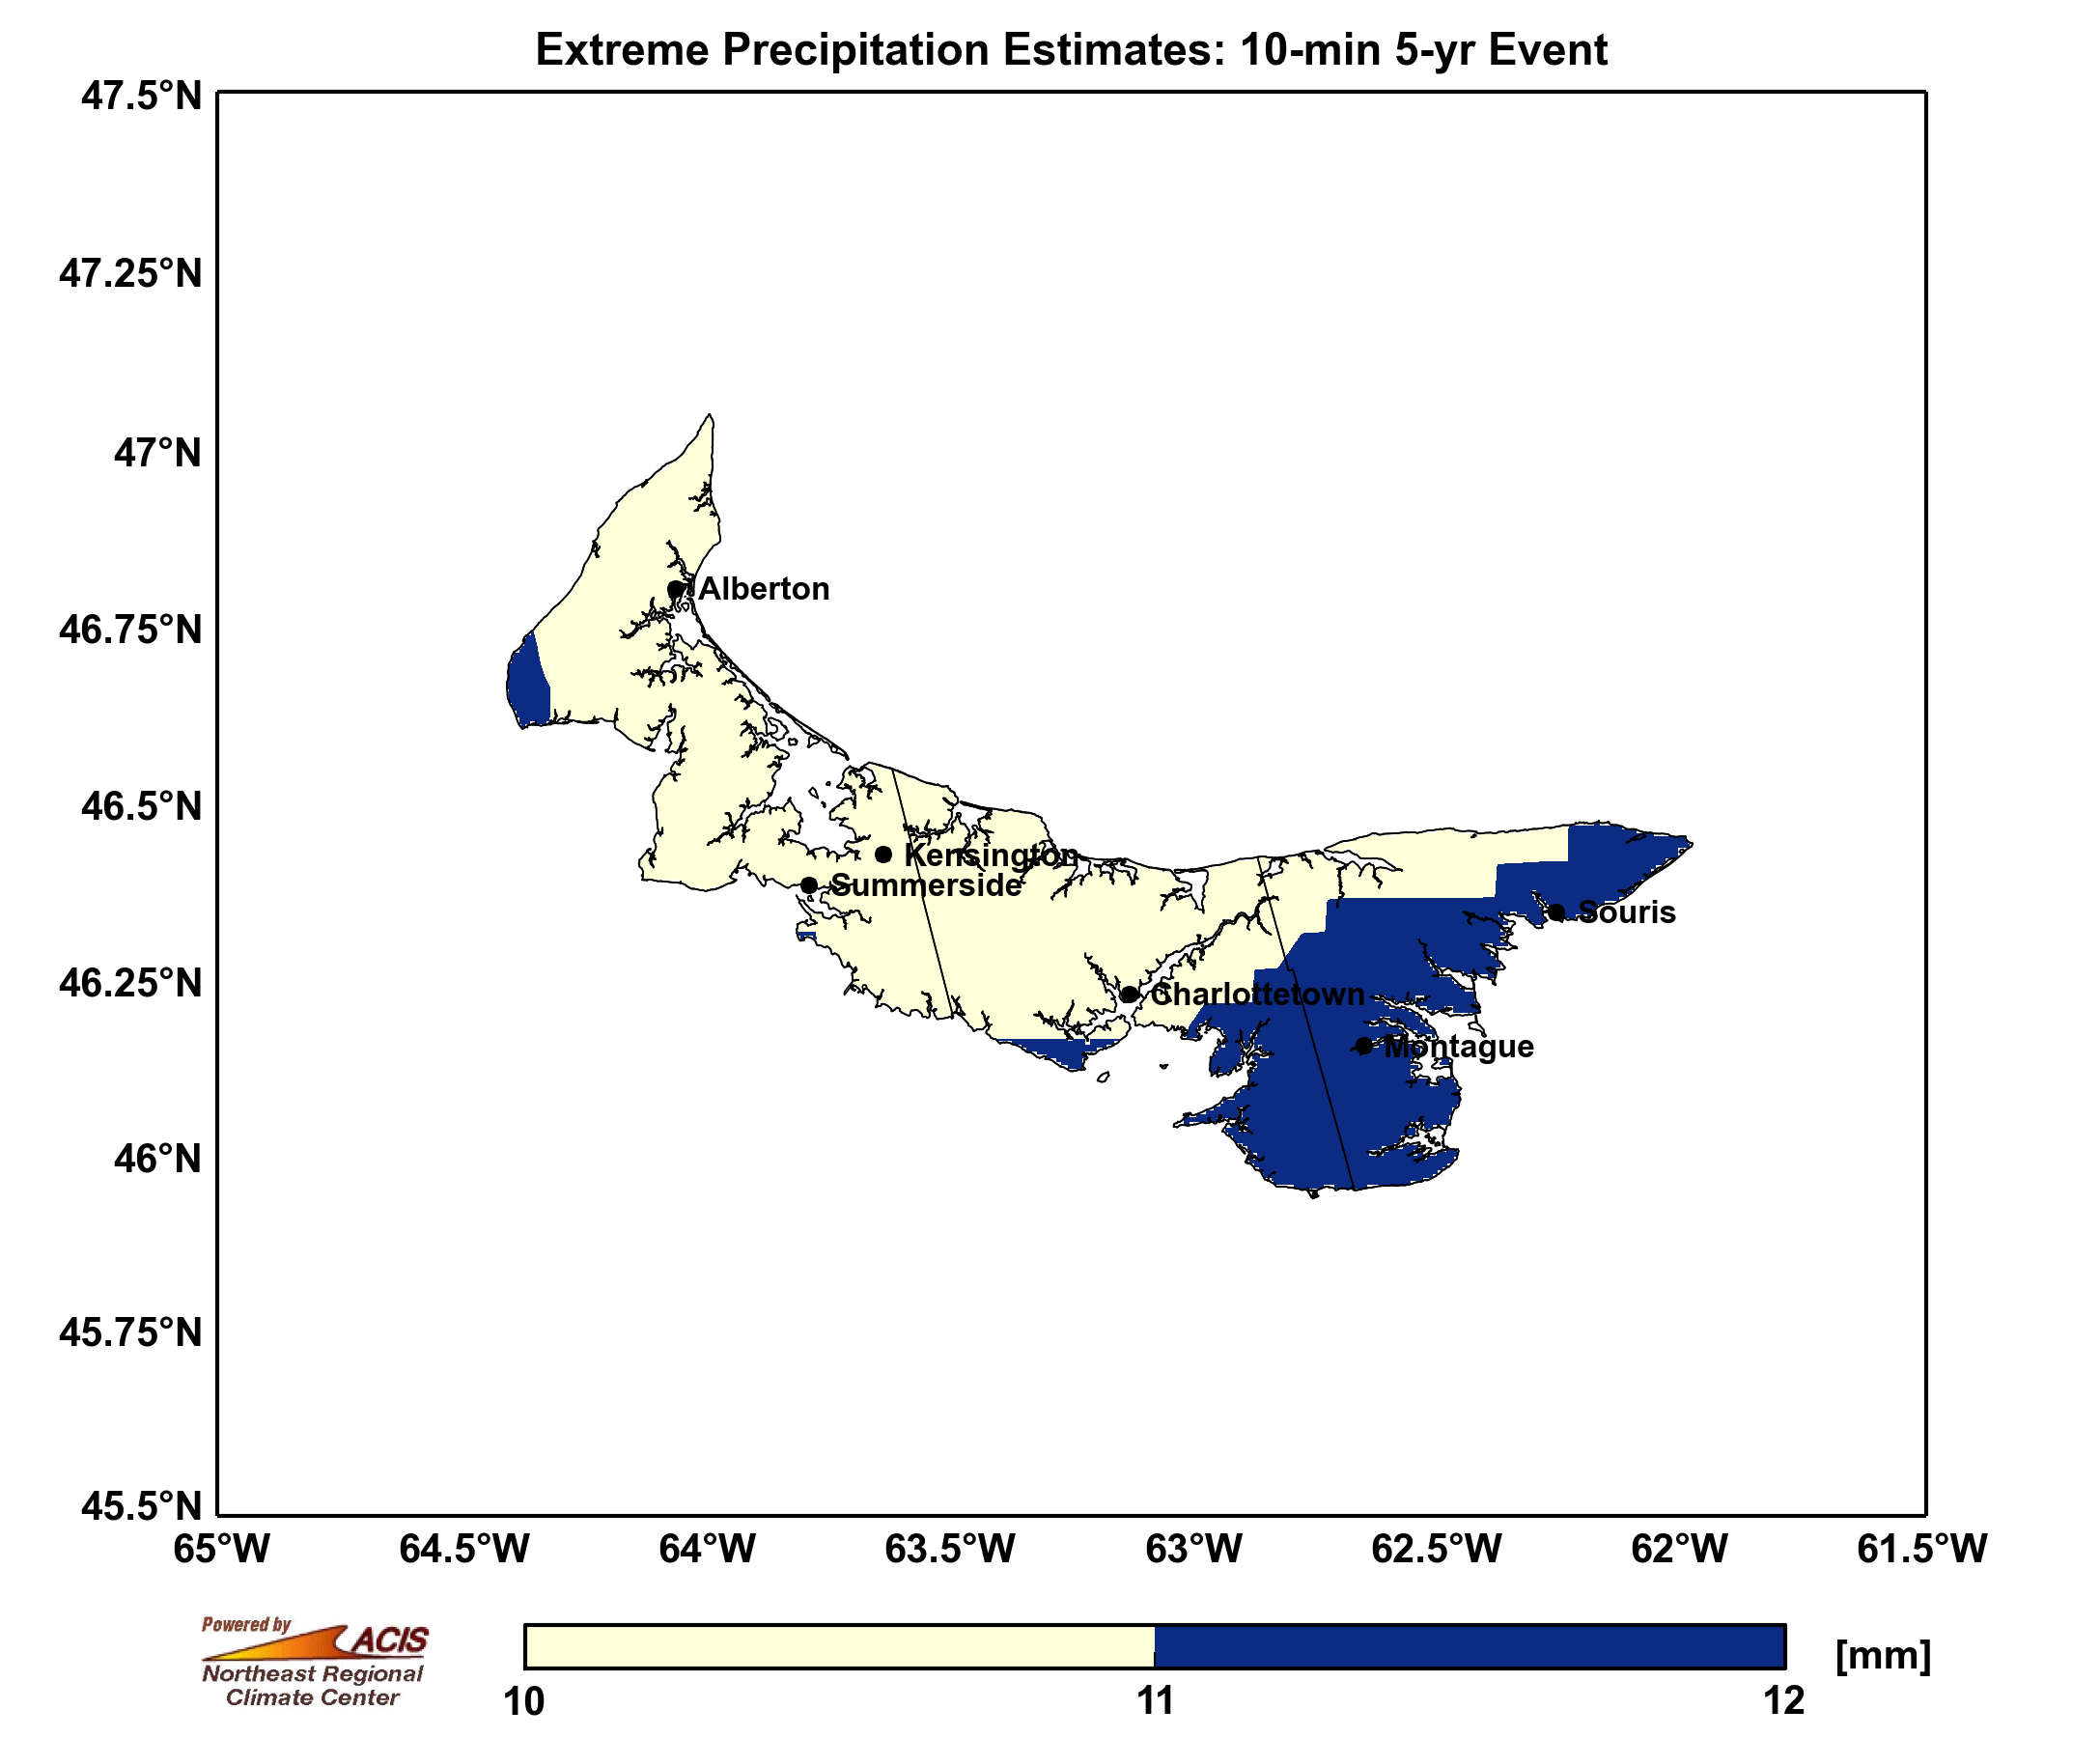 Extreme Precipitation Estimates: 10-min 5-yr Event
47.5°N
47.25°N
47°N
46.75°N
46.5°N
46.25°N
46°N
45.75°N
45.5°N
Alberton
Kensington
Summerside
Souris
Charlottetown
Montague
65°W 64.5°W 64°W 63.5°W 63°W 62.5°W 62°W 61.5°W
Powered by
ACIS
Northeast Regional
Climate Center
[mm]
10 11 12